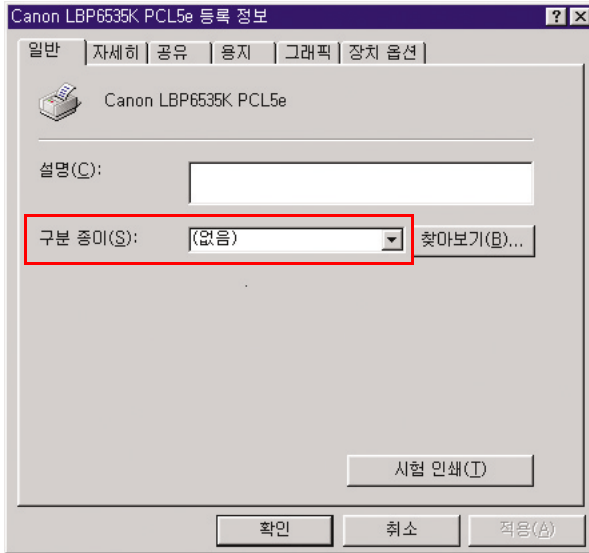 Canon LBP6535K PCL5e 등록 정보
일반 자세히 공유 용지 그래픽 장치 옵션
Canon LBP6535K PCL5e
설명(C):
구분 종이(S): (없음) 찾아보기(B)...
시험 인쇄(T)
확인 취소 적용(A)